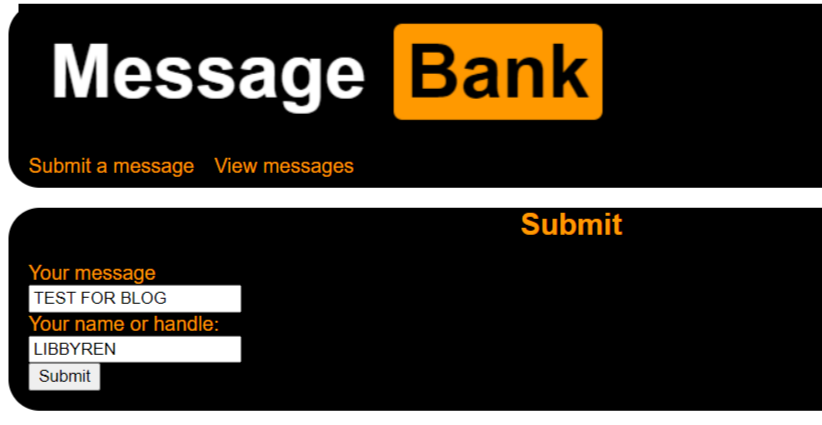 Message Bank
Submit a message View messages
Submit
Your message
TEST FOR BLOG
Your name or handle:
LIBBYREN
Submit